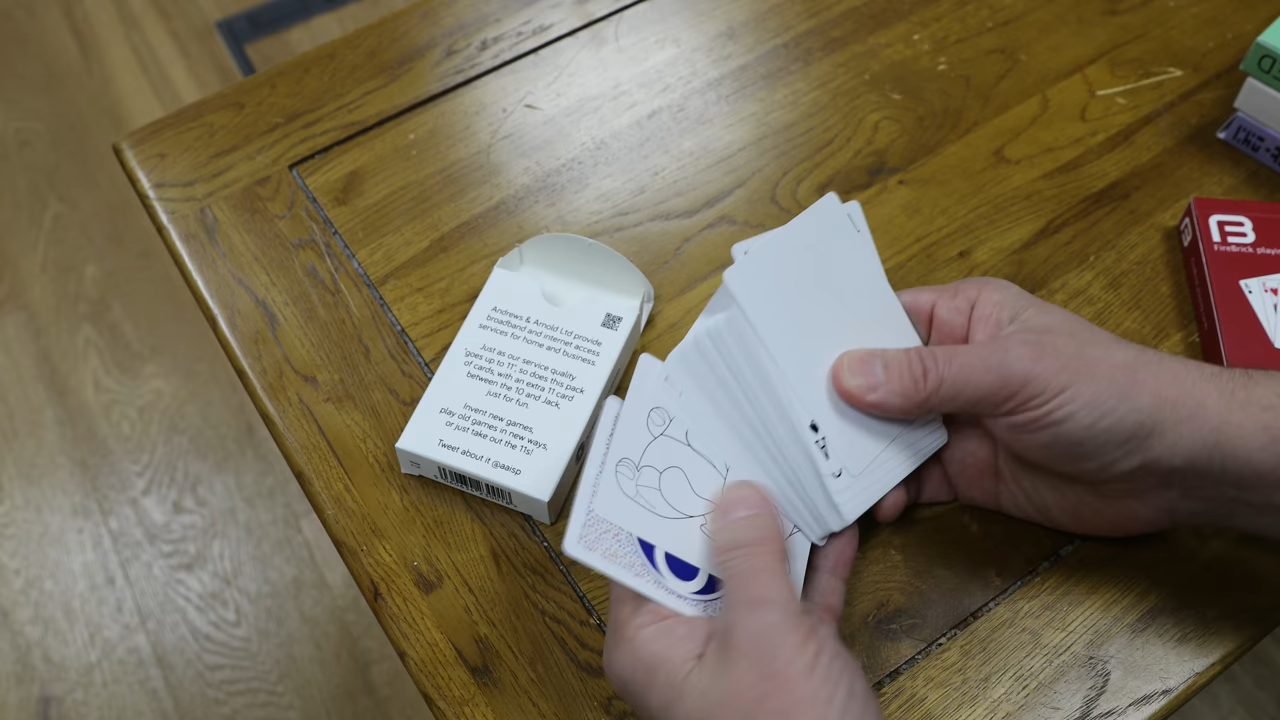 Andrews & Arnold Ltd provide
broadband and internet access
services for home and business.
Just as our service quality
"goes up to 11", so does this pack
of cards, with an extra 11 card
between the 10 and Jack,
just for fun.
Invent new games,
play old games in new ways,
or just take out the 11s!
Tweet about it @aaisp
FireBrick